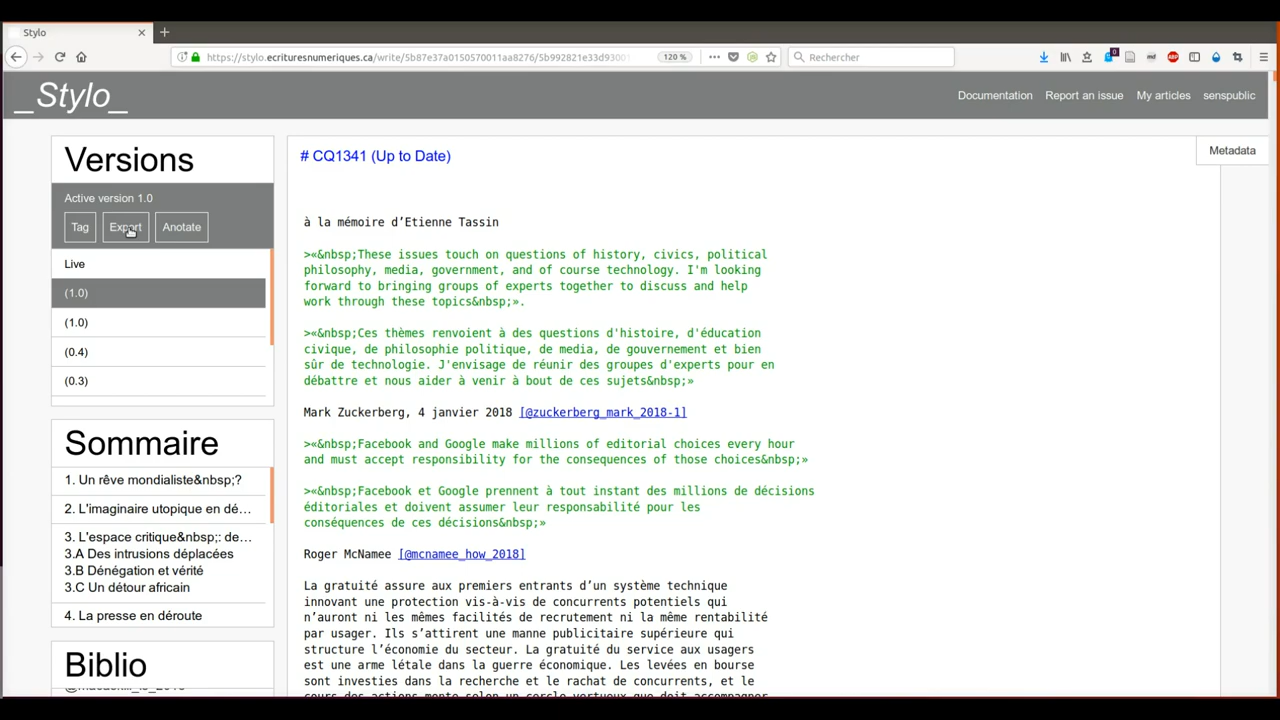 Stylo
https://stylo.ecrituresnumeriques.ca/write/5b87e37a0150570011aa8276/5b992821e33d9300
120 %
Rechercher
0
_Stylo_
Documentation
Report an issue
My articles
senspublic
Versions
Active version 1.0
Tag
Export
Anotate
Live
(1.0)
(1.0)
(0.4)
(0.3)
Sommaire
1. Un rêve mondialiste&nbsp;?
2. L'imaginaire utopique en dé…
3. L'espace critique&nbsp;: de…
3.A Des intrusions déplacées
3.B Dénégation et vérité
3.C Un détour africain
4. La presse en déroute
Biblio
Metadata
# CQ1341 (Up to Date)
à la mémoire d’Etienne Tassin
>«&nbsp;These issues touch on questions of history, civics, political
philosophy, media, government, and of course technology. I'm looking
forward to bringing groups of experts together to discuss and help
work through these topics&nbsp;».
>«&nbsp;Ces thèmes renvoient à des questions d'histoire, d'éducation
civique, de philosophie politique, de media, de gouvernement et bien
sûr de technologie. J'envisage de réunir des groupes d'experts pour en
débattre et nous aider à venir à bout de ces sujets&nbsp;»
Mark Zuckerberg, 4 janvier 2018 [@zuckerberg_mark_2018-1]
>«&nbsp;Facebook and Google make millions of editorial choices every hour
and must accept responsibility for the consequences of those choices&nbsp;»
>«&nbsp;Facebook et Google prennent à tout instant des millions de décisions
éditoriales et doivent assumer leur responsabilité pour les
conséquences de ces décisions&nbsp;»
Roger McNamee [@mcnamee_how_2018]
La gratuité assure aux premiers entrants d’un système technique
innovant une protection vis-à-vis de concurrents potentiels qui
n’auront ni les mêmes facilités de recrutement ni la même rentabilité
par usager. Ils s’attirent une manne publicitaire supérieure qui
structure l’économie du secteur. La gratuité du service aux usagers
est une arme létale dans la guerre économique. Les levées en bourse
sont investies dans la recherche et le rachat de concurrents, et le
cours des actions monte selon un cercle vertueux que doit accompagner